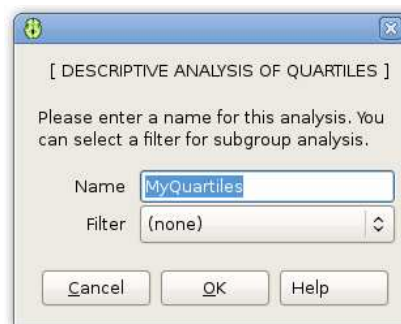 [ DESCRIPTIVE ANALYSIS OF QUARTILES ]
Please enter a name for this analysis. You
can select a filter for subgroup analysis.
Name MyQuartiles
Filter (none)
Cancel OK Help